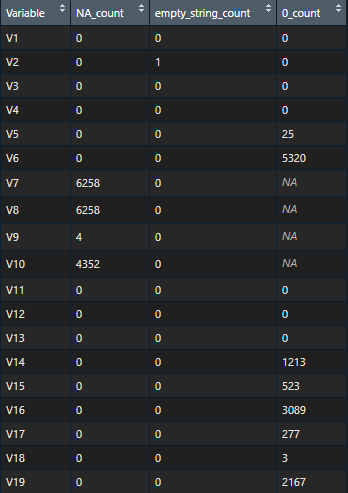 Variable NA_count empty_string_count 0_count
V1 0 0 0
V2 0 1 0
V3 0 0 0
V4 0 0 0
V5 0 0 25
V6 0 0 5320
V7 6258 0 NA
V8 6258 0 NA
V9 4 0 NA
V10 4352 0 NA
V11 0 0 0
V12 0 0 0
V13 0 0 0
V14 0 0 1213
V15 0 0 523
V16 0 0 3089
V17 0 0 277
V18 0 0 3
V19 0 0 2167